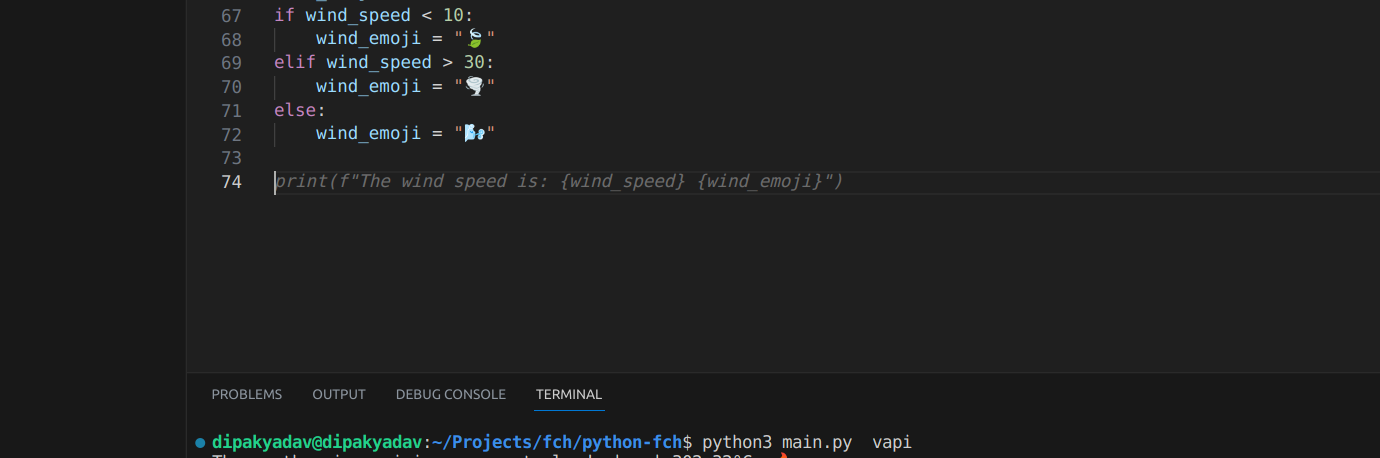 67 if wind_speed < 10:
68 wind_emoji = "🍃"
69 elif wind_speed > 30:
70 wind_emoji = "🌪️"
71 else:
72 wind_emoji = "🌬️"
73
74 print(f"The wind speed is: {wind_speed} {wind_emoji}")
PROBLEMS OUTPUT DEBUG CONSOLE TERMINAL
dipakyadav@dipakyadav:~/Projects/fch/python-fch$ python3 main.py  vapi